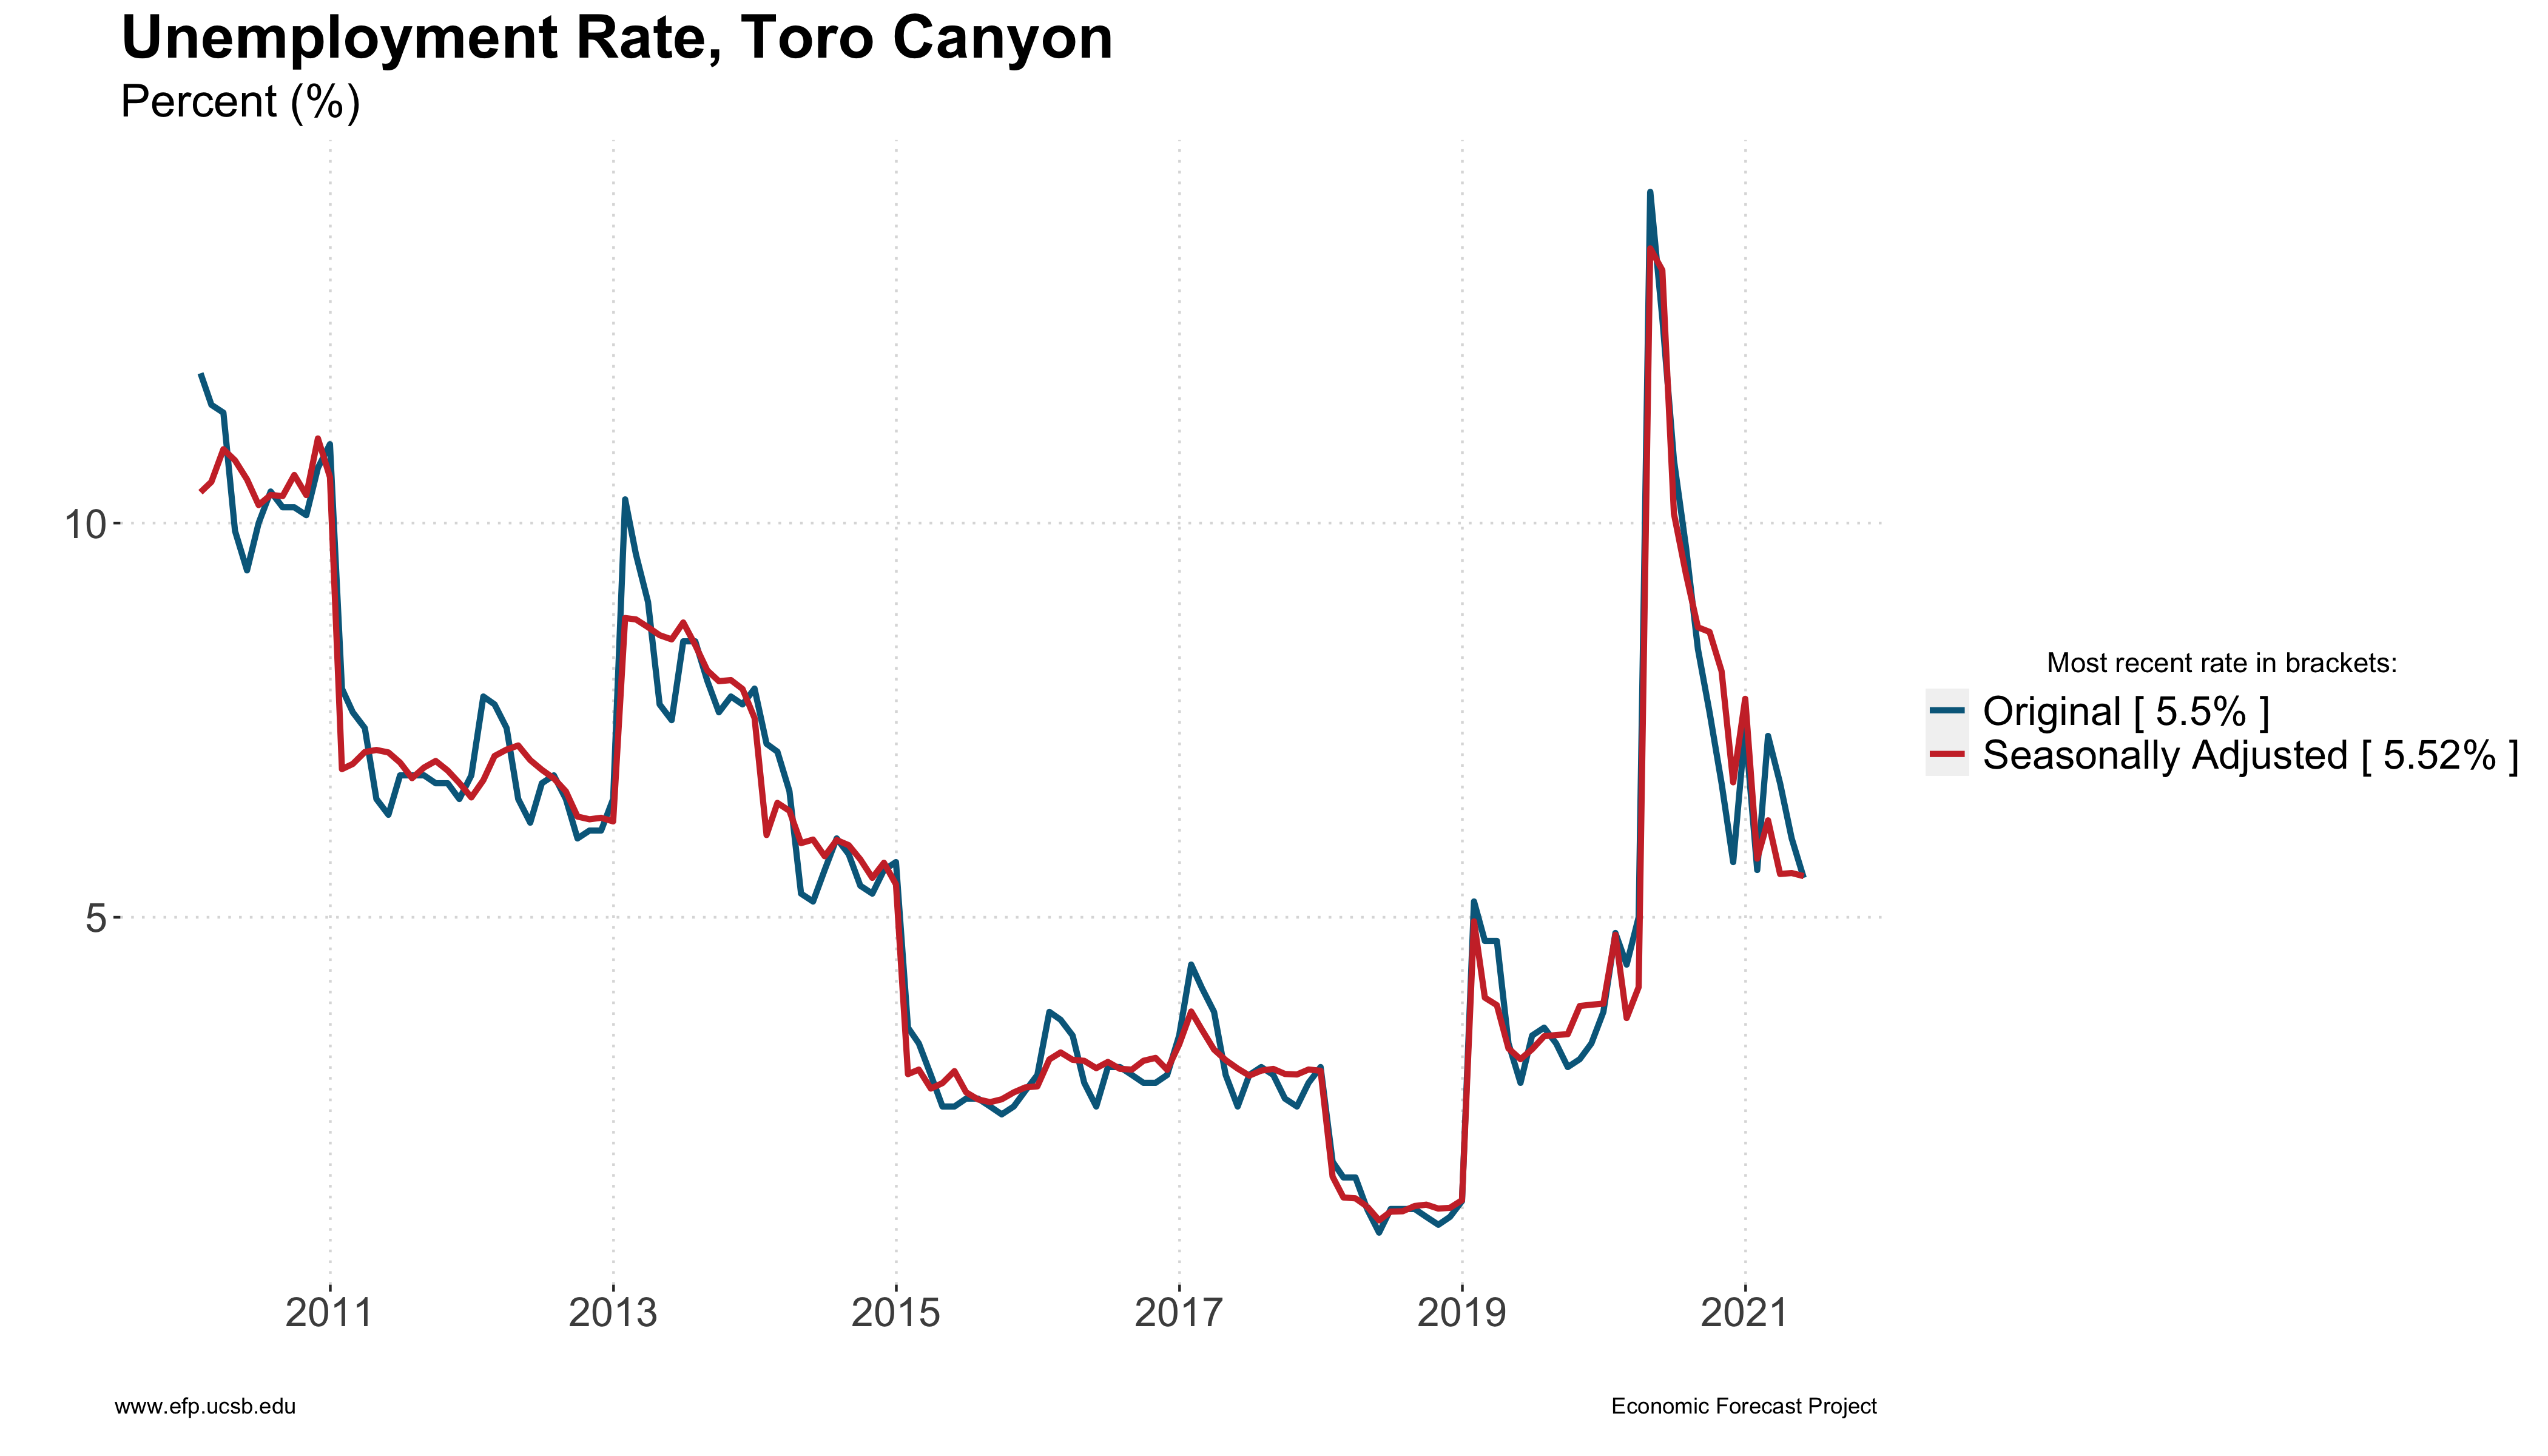 Unemployment Rate, Toro Canyon
Percent (%)
10
5
2011 2013 2015 2017 2019 2021
Most recent rate in brackets:
Original [ 5.5% ]
Seasonally Adjusted [ 5.52% ]
www.efp.ucsb.edu
Economic Forecast Project